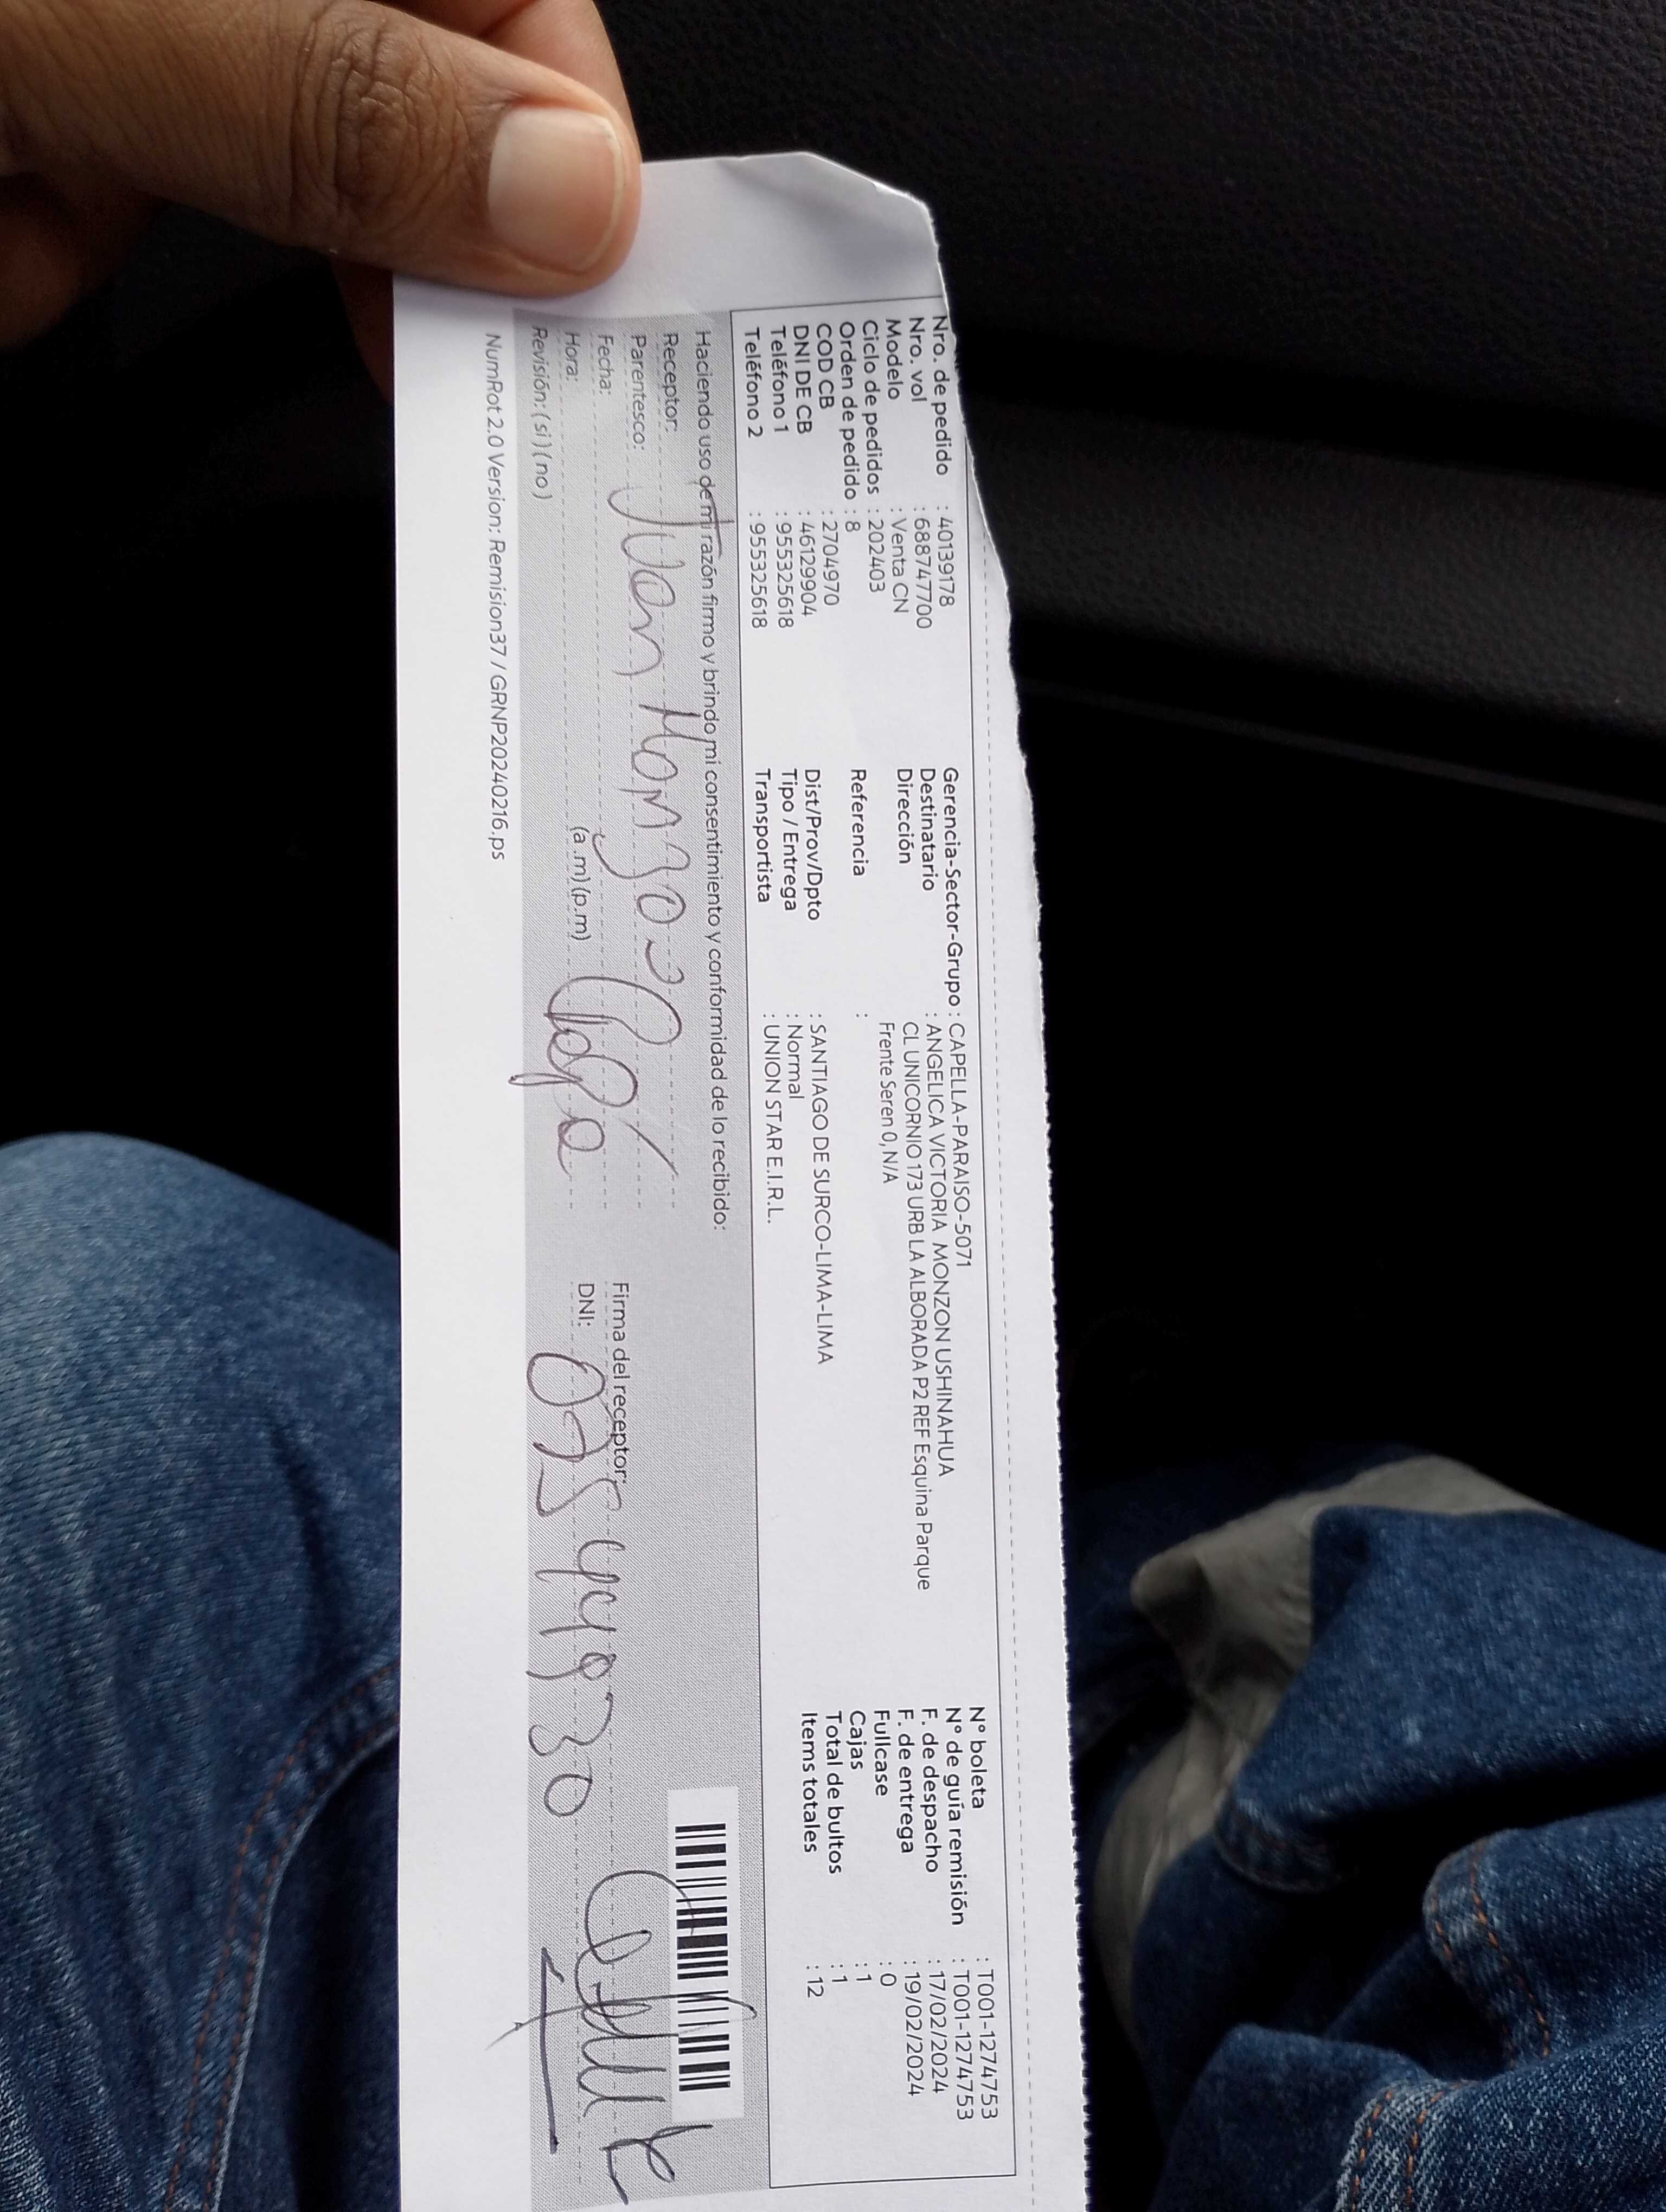 Nro. de pedido : 40139178
Nro. vol : 688747700
Modelo : Venta CN
Ciclo de pedidos : 202403
Orden de pedido : 8
COD CB : 2704970
DNI DE CB : 46129904
Teléfono 1 : 955325618
Teléfono 2 : 955325618
Gerencia-Sector-Grupo : CAPELLA-PARAISO-5071
Destinatario : ANGELICA VICTORIA MONZON USHINAHUA
Dirección : CL UNICORNIO 173 URB LA ALBORADA P2 REF Esquina Parque
Frente Seren 0, N/A
Referencia :
Dist/Prov/Dpto : SANTIAGO DE SURCO-LIMA-LIMA
Tipo / Entrega : Normal
Transportista : UNION STAR E.I.R.L.
N° boleta : T001-1274753
N° de guía remisión : T001-1274753
F. de despacho : 17/02/2024
F. de entrega : 19/02/2024
Fullcase : 0
Cajas : 1
Total de bultos : 1
Items totales : 12
Haciendo uso de mi razón firmo y brindo mi consentimiento y conformidad de lo recibido:
Receptor:
Parentesco:
Juan Monzo
Fecha:
Hora: (a .m) (p.m)
Revisión: ( si ) ( no )
Firma del receptor:
DNI:
NumRot 2.0 Version: Remision37 / GRNP20240216.ps